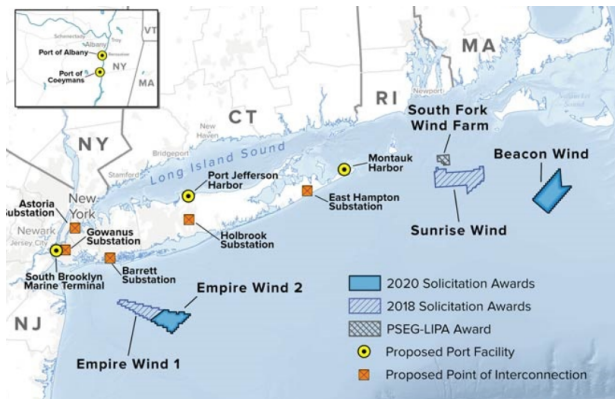 Schenectady
Troy
Albany
Port of Albany
Port of
Coeymans
NY
VT
MA
MA
RI
CT
NY
NJ
Newport
South Fork
Wind Farm
Beacon Wind
Sunrise Wind
New
Haven
Bridgeport
Stamford
Long Island Sound
Montauk
Harbor
Port Jefferson
Harbor
East Hampton
Substation
Holbrook
Substation
Astoria
Substation
New
York
Newark
Jersey City
Gowanus
Substation
South Brooklyn
Marine Terminal
Barrett
Substation
Empire Wind 2
Empire Wind 1
2020 Solicitation Awards
2018 Solicitation Awards
PSEG-LIPA Award
Proposed Port Facility
Proposed Point of Interconnection